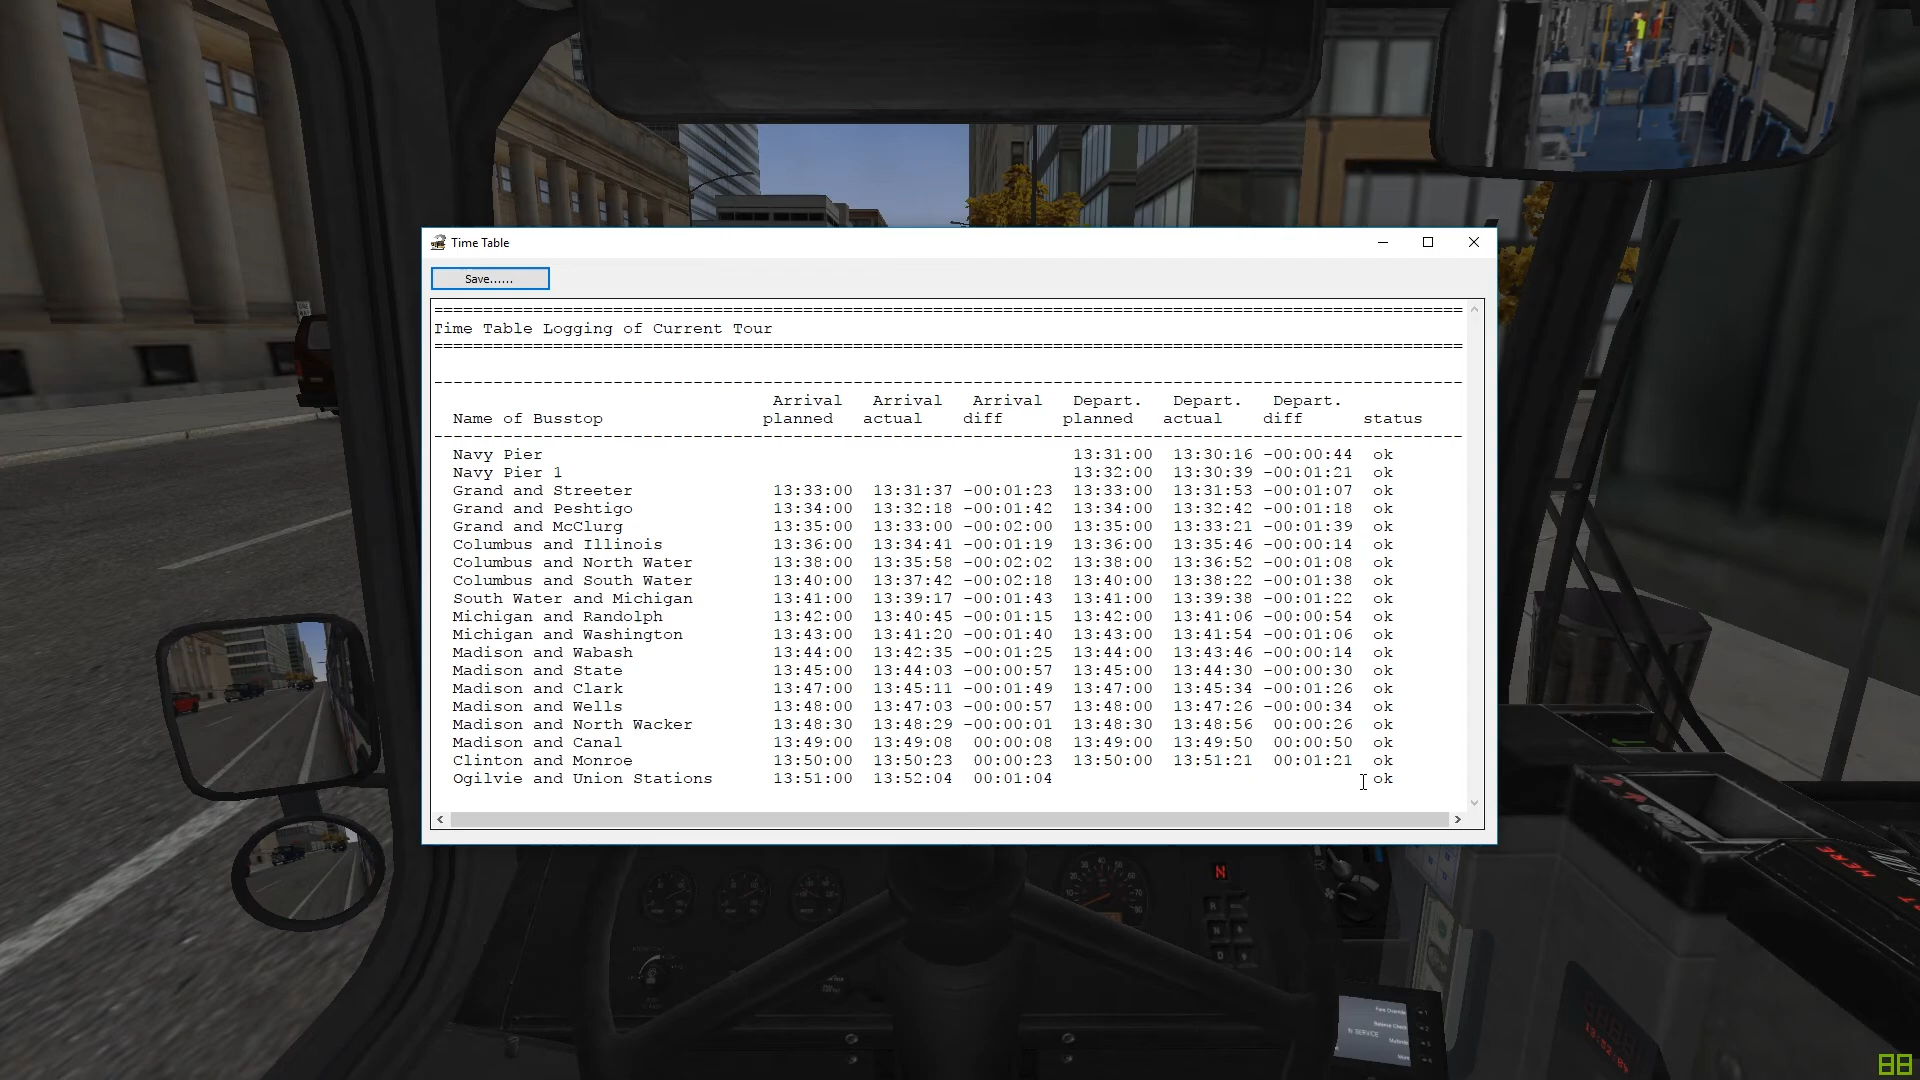 Time Table
Save......
Time Table Logging of Current Tour
Arrival Arrival Arrival Depart. Depart. Depart.
Name of Busstop planned actual diff planned actual diff status
Navy Pier 13:31:00 13:30:16 -00:00:44 ok
Navy Pier 1 13:32:00 13:30:39 -00:01:21 ok
Grand and Streeter 13:33:00 13:31:37 -00:01:23 13:33:00 13:31:53 -00:01:07 ok
Grand and Peshtigo 13:34:00 13:32:18 -00:01:42 13:34:00 13:32:42 -00:01:18 ok
Grand and McClurg 13:35:00 13:33:00 -00:02:00 13:35:00 13:33:21 -00:01:39 ok
Columbus and Illinois 13:36:00 13:34:41 -00:01:19 13:36:00 13:35:46 -00:00:14 ok
Columbus and North Water 13:38:00 13:35:58 -00:02:02 13:38:00 13:36:52 -00:01:08 ok
Columbus and South Water 13:40:00 13:37:42 -00:02:18 13:40:00 13:38:22 -00:01:38 ok
South Water and Michigan 13:41:00 13:39:17 -00:01:43 13:41:00 13:39:38 -00:01:22 ok
Michigan and Randolph 13:42:00 13:40:45 -00:01:15 13:42:00 13:41:06 -00:00:54 ok
Michigan and Washington 13:43:00 13:41:20 -00:01:40 13:43:00 13:41:54 -00:01:06 ok
Madison and Wabash 13:44:00 13:42:35 -00:01:25 13:44:00 13:43:46 -00:00:14 ok
Madison and State 13:45:00 13:44:03 -00:00:57 13:45:00 13:44:30 -00:00:30 ok
Madison and Clark 13:47:00 13:45:11 -00:01:49 13:47:00 13:45:34 -00:01:26 ok
Madison and Wells 13:48:00 13:47:03 -00:00:57 13:48:00 13:47:26 -00:00:34 ok
Madison and North Wacker 13:48:30 13:48:29 -00:00:01 13:48:30 13:48:56 00:00:26 ok
Madison and Canal 13:49:00 13:49:08 00:00:08 13:49:00 13:49:50 00:00:50 ok
Clinton and Monroe 13:50:00 13:50:23 00:00:23 13:50:00 13:51:21 00:01:21 ok
Ogilvie and Union Stations 13:51:00 13:52:04 00:01:04 ok
N
R
N
D
HERE
N SERVICE
88